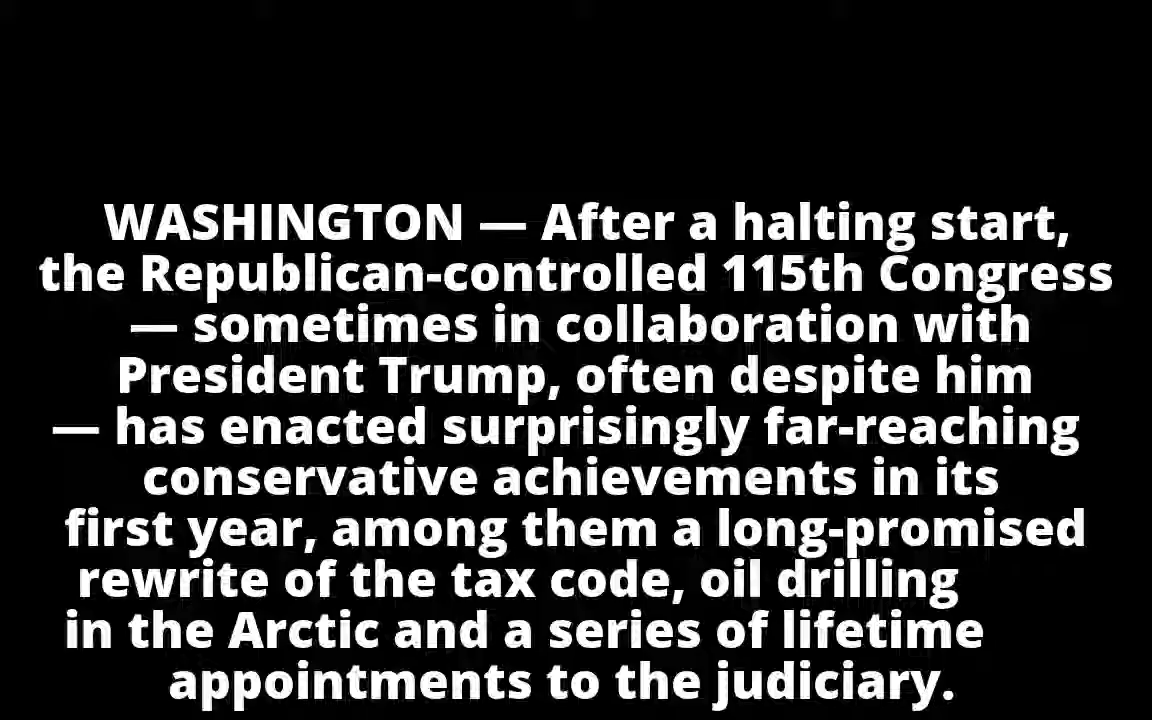 WASHINGTON — After a halting start,
the Republican-controlled 115th Congress
— sometimes in collaboration with
President Trump, often despite him
— has enacted surprisingly far-reaching
conservative achievements in its
first year, among them a long-promised
rewrite of the tax code, oil drilling
in the Arctic and a series of lifetime
appointments to the judiciary.